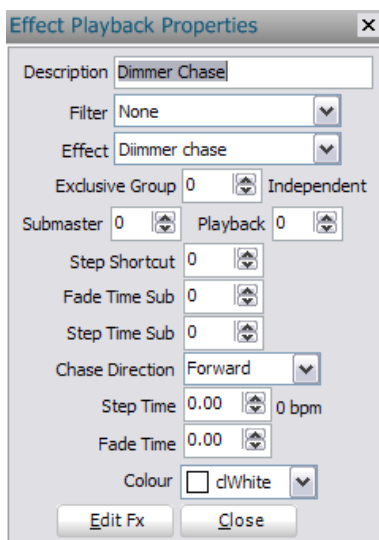 Effect Playback Properties
Description Dimmer Chase
Filter None
Effect Diimmer chase
Exclusive Group 0 Independent
Submaster 0 Playback 0
Step Shortcut 0
Fade Time Sub 0
Step Time Sub 0
Chase Direction Forward
Step Time 0.00 0 bpm
Fade Time 0.00
Colour clWhite
Edit Fx Close